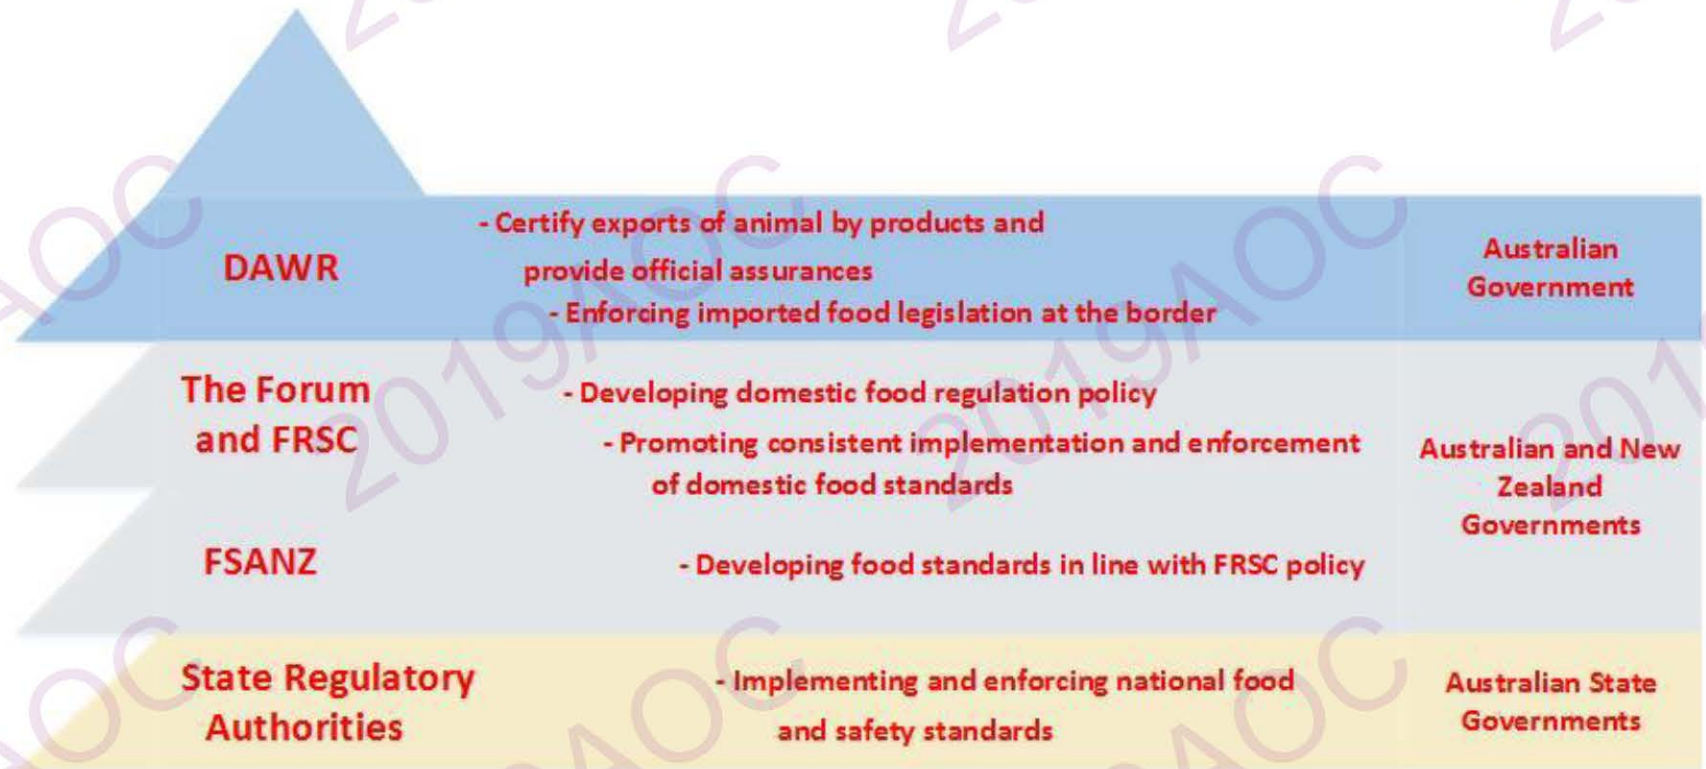 DAWR
- Certify exports of animal by products and
provide official assurances
- Enforcing imported food legislation at the border
Australian
Government
The Forum
and FRSC
- Developing domestic food regulation policy
- Promoting consistent implementation and enforcement
of domestic food standards
Australian and New
Zealand
Governments
FSANZ
- Developing food standards in line with FRSC policy
State Regulatory
Authorities
- Implementing and enforcing national food
and safety standards
Australian State
Governments
2019AOC
2019AOC